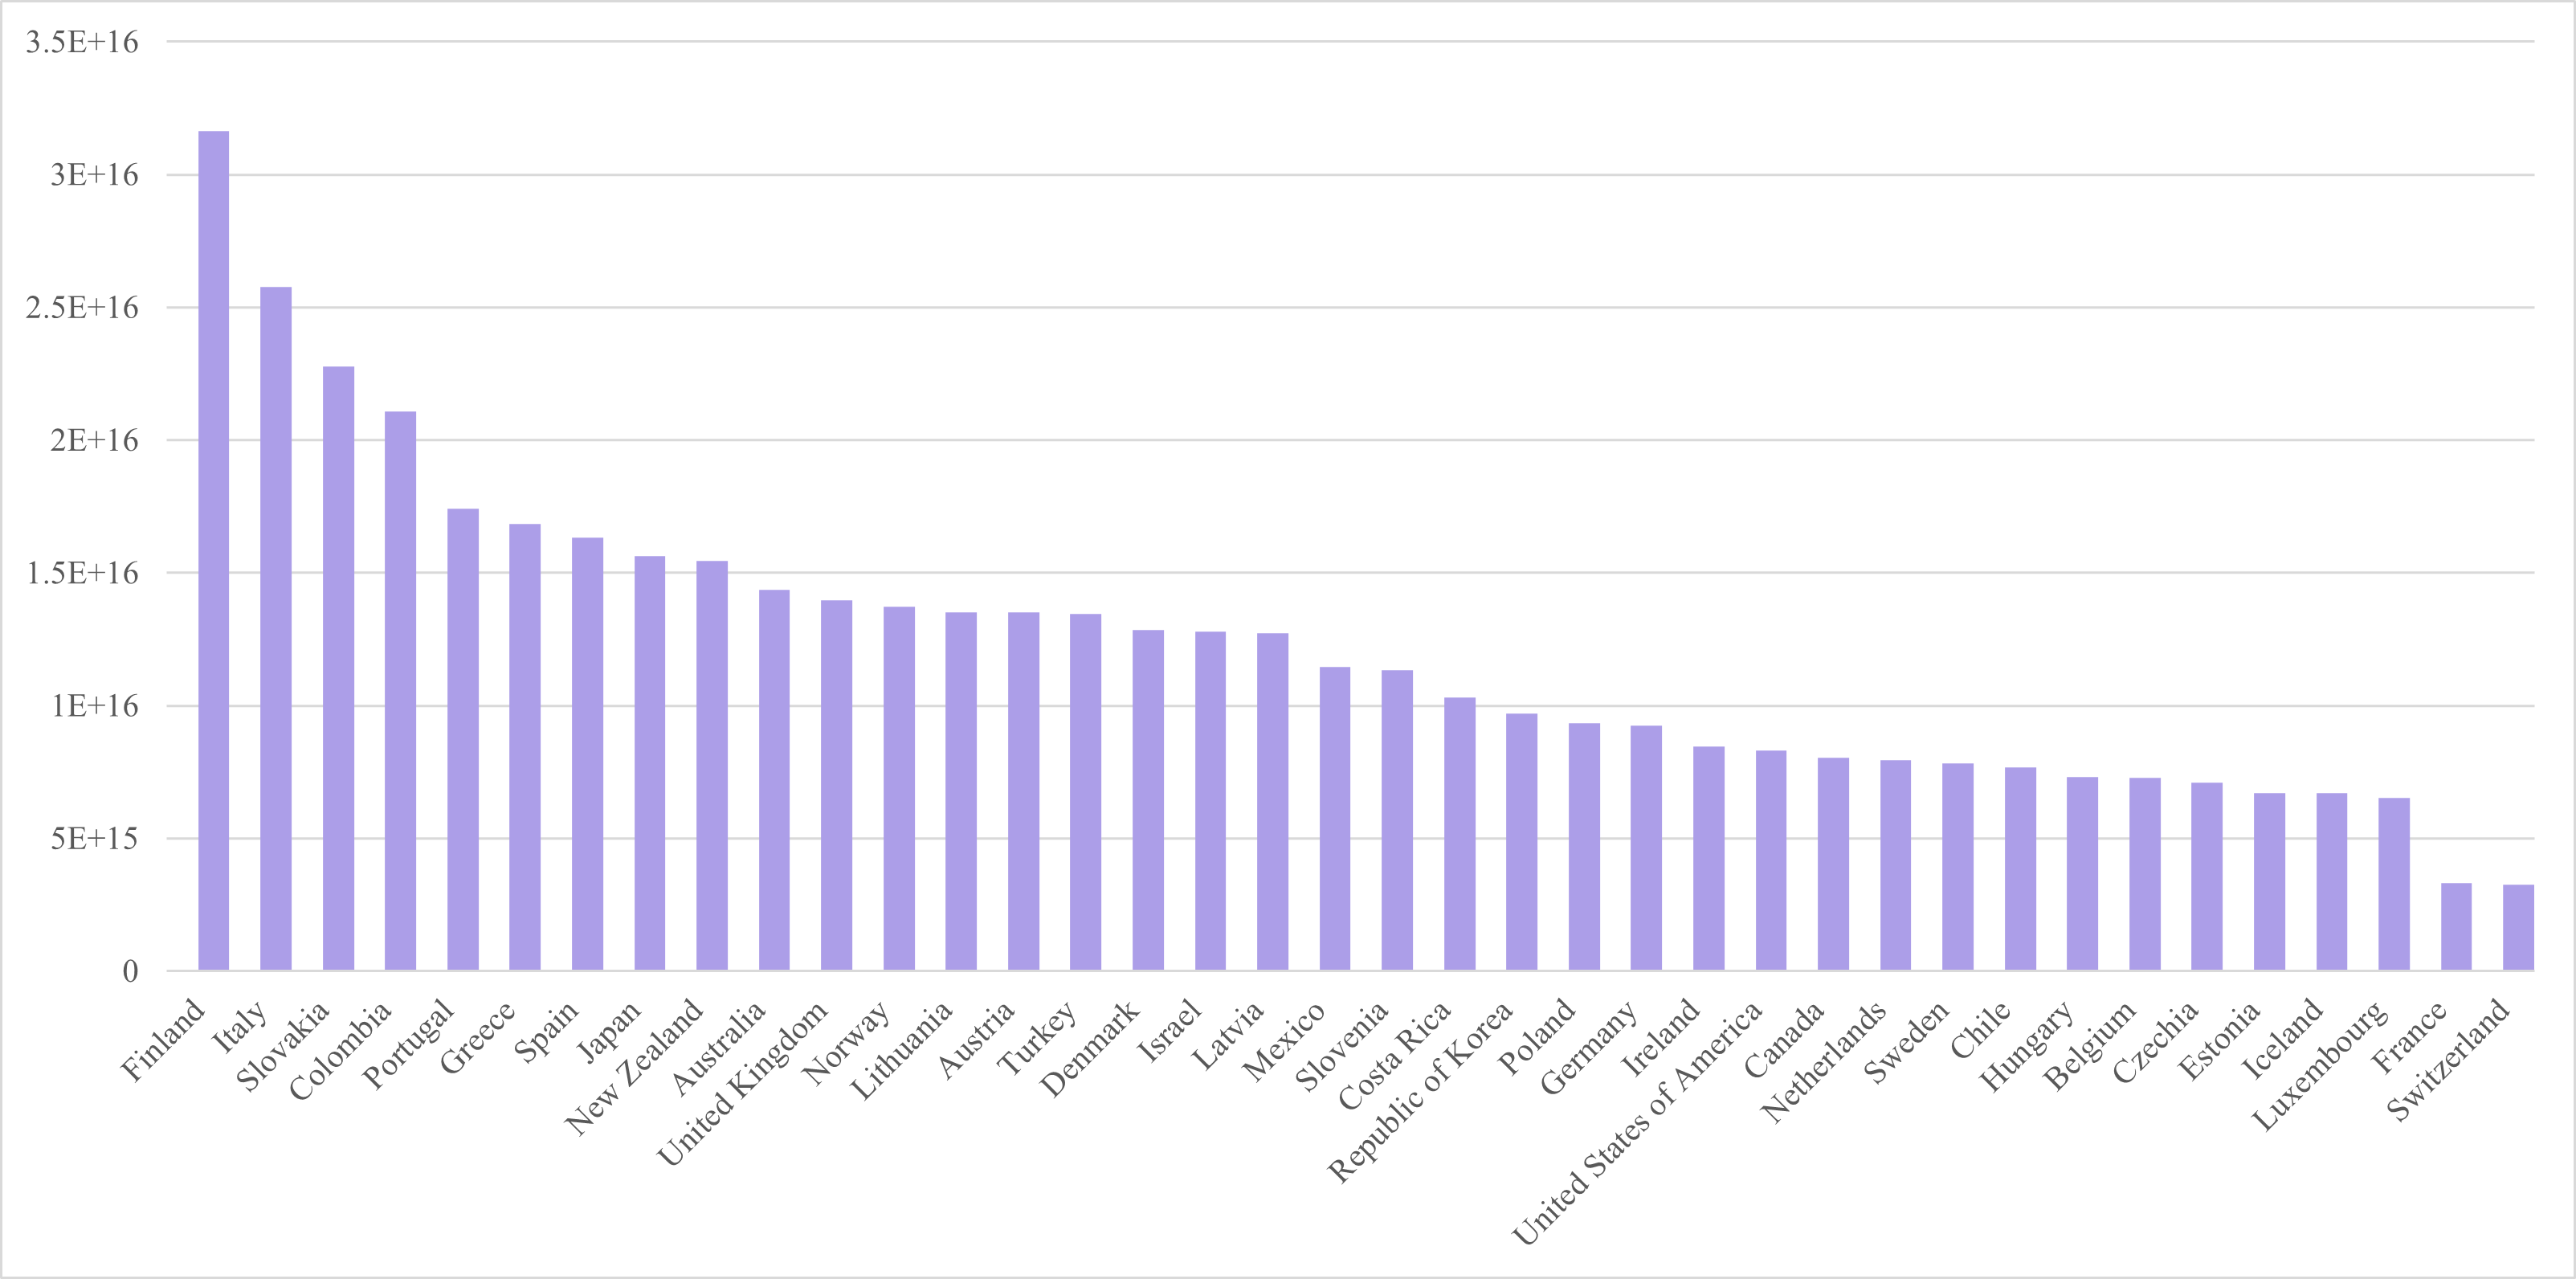 3.5E+16
3E+16
2.5E+16
2E+16
1.5E+16
1E+16
5E+15
0
Finland
Italy
Slovakia
Colombia
Portugal
Greece
Spain
Japan
New Zealand
Australia
United Kingdom
Norway
Lithuania
Austria
Turkey
Denmark
Israel
Latvia
Mexico
Slovenia
Costa Rica
Republic of Korea
Poland
Germany
Ireland
United States of America
Canada
Netherlands
Sweden
Chile
Hungary
Belgium
Czechia
Estonia
Iceland
Luxembourg
France
Switzerland